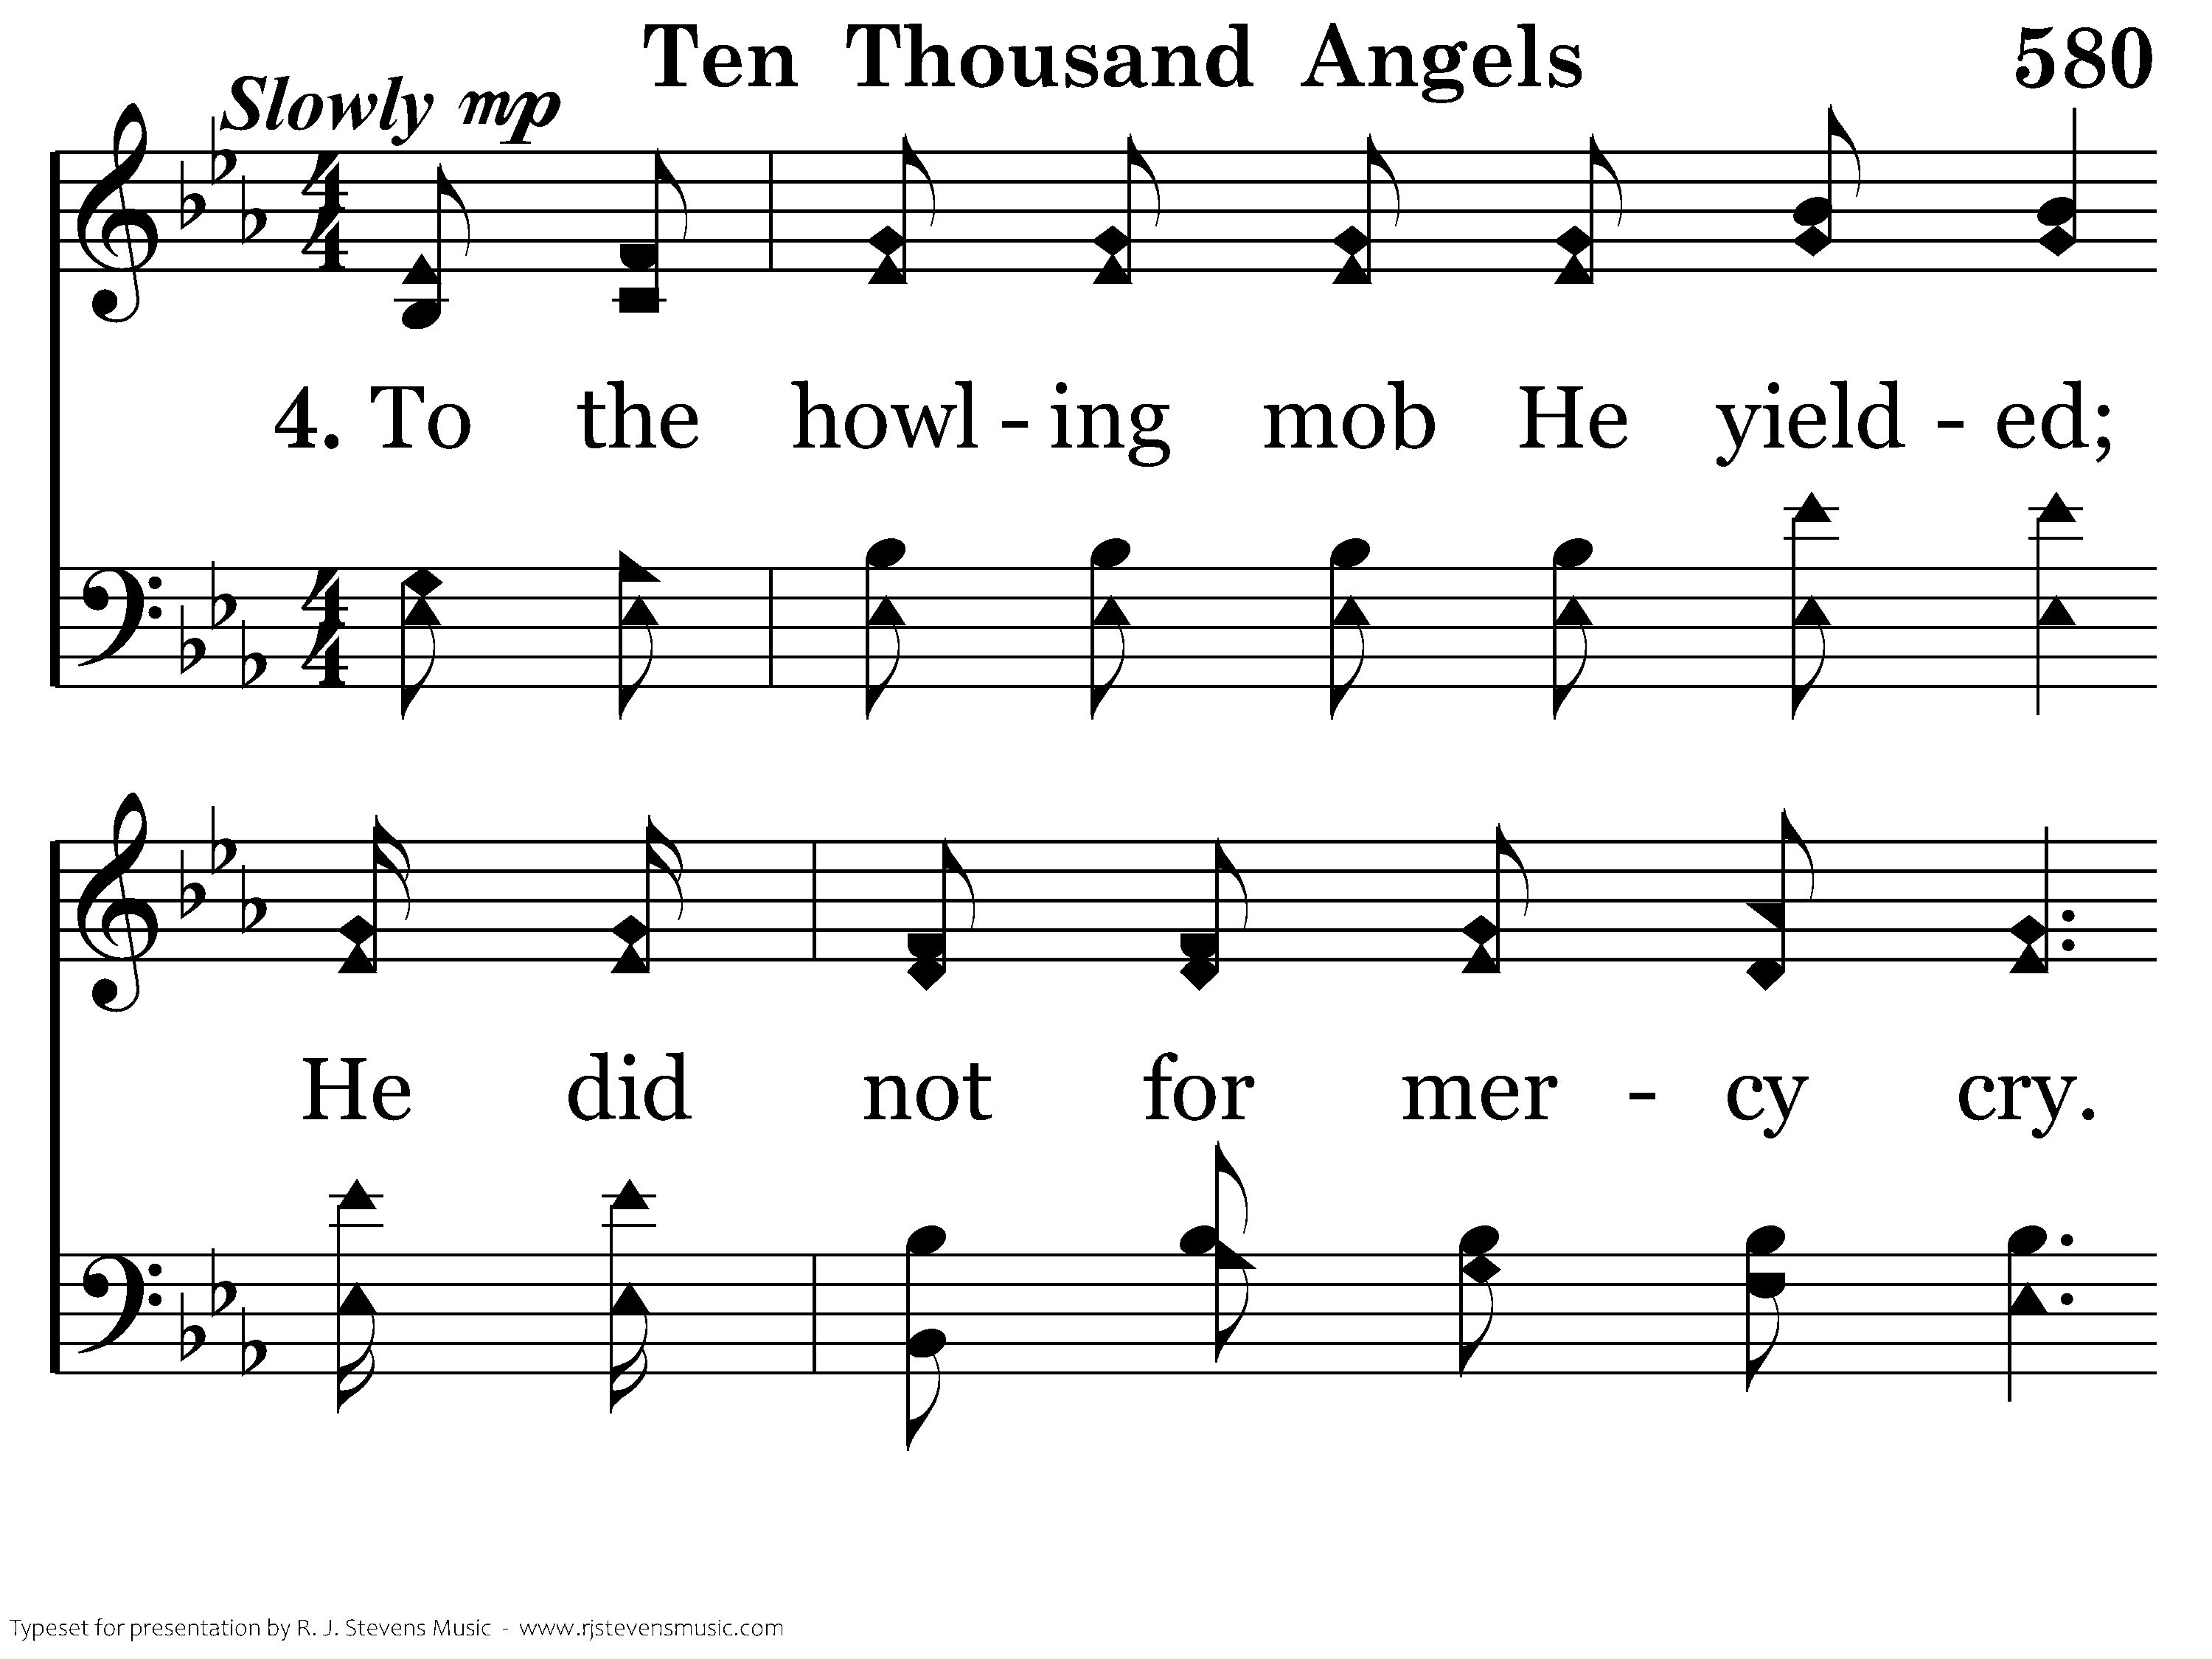 Ten Thousand Angels 580
Slowly mp
4. To the howl - ing mob He yield - ed;
He did not for mer - cy cry.
Typeset for presentation by R. J. Stevens Music - www.rjstevensmusic.com